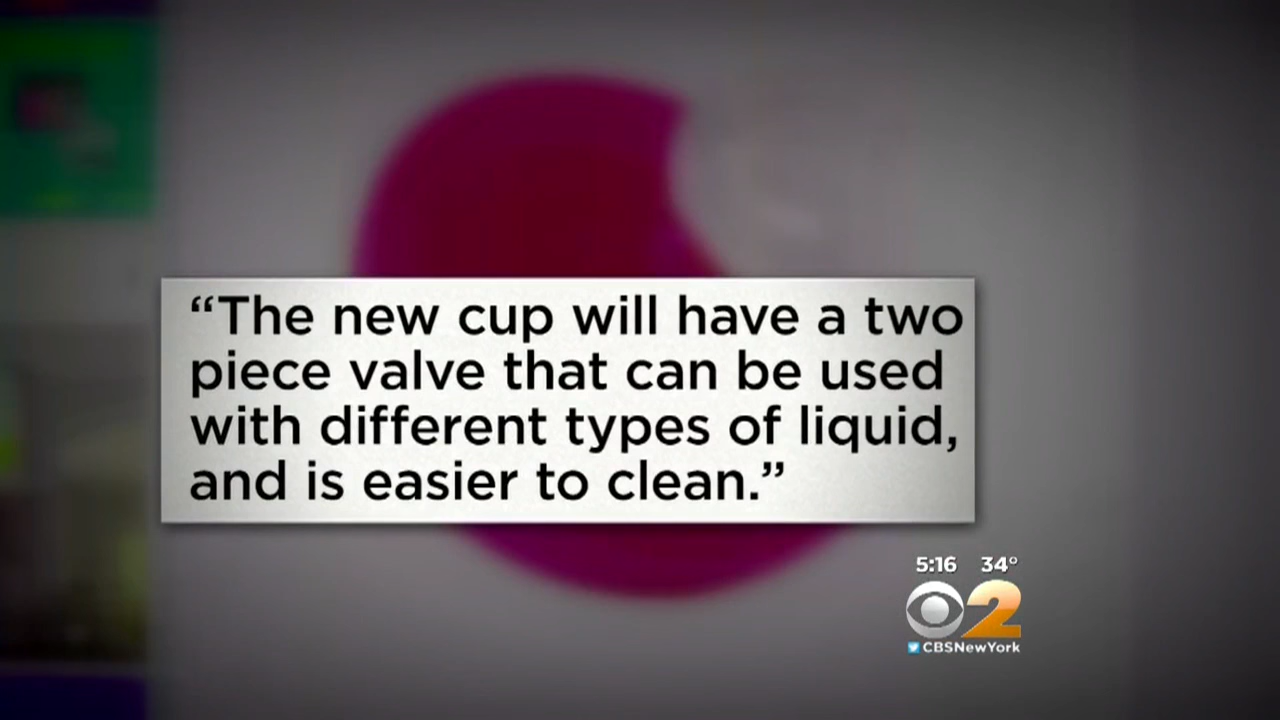 “The new cup will have a two
piece valve that can be used
with different types of liquid,
and is easier to clean.”
5:16 34°
2
CBSNewYork